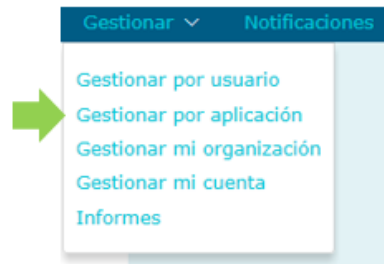 Gestionar Notificaciones
Gestionar por usuario
Gestionar por aplicación
Gestionar mi organización
Gestionar mi cuenta
Informes